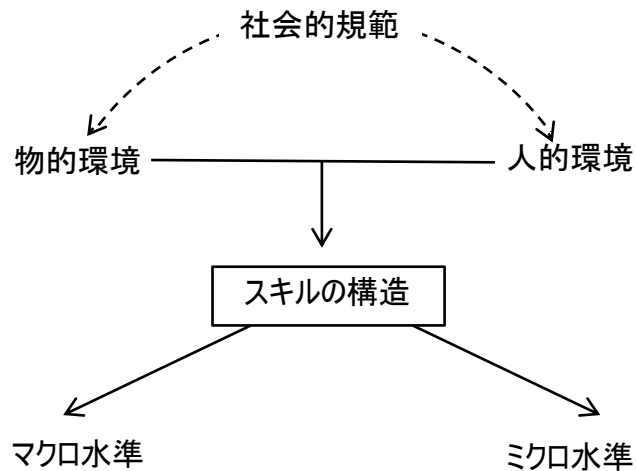 社会的規範
物的環境
人的環境
スキルの構造
マクロ水準
ミクロ水準